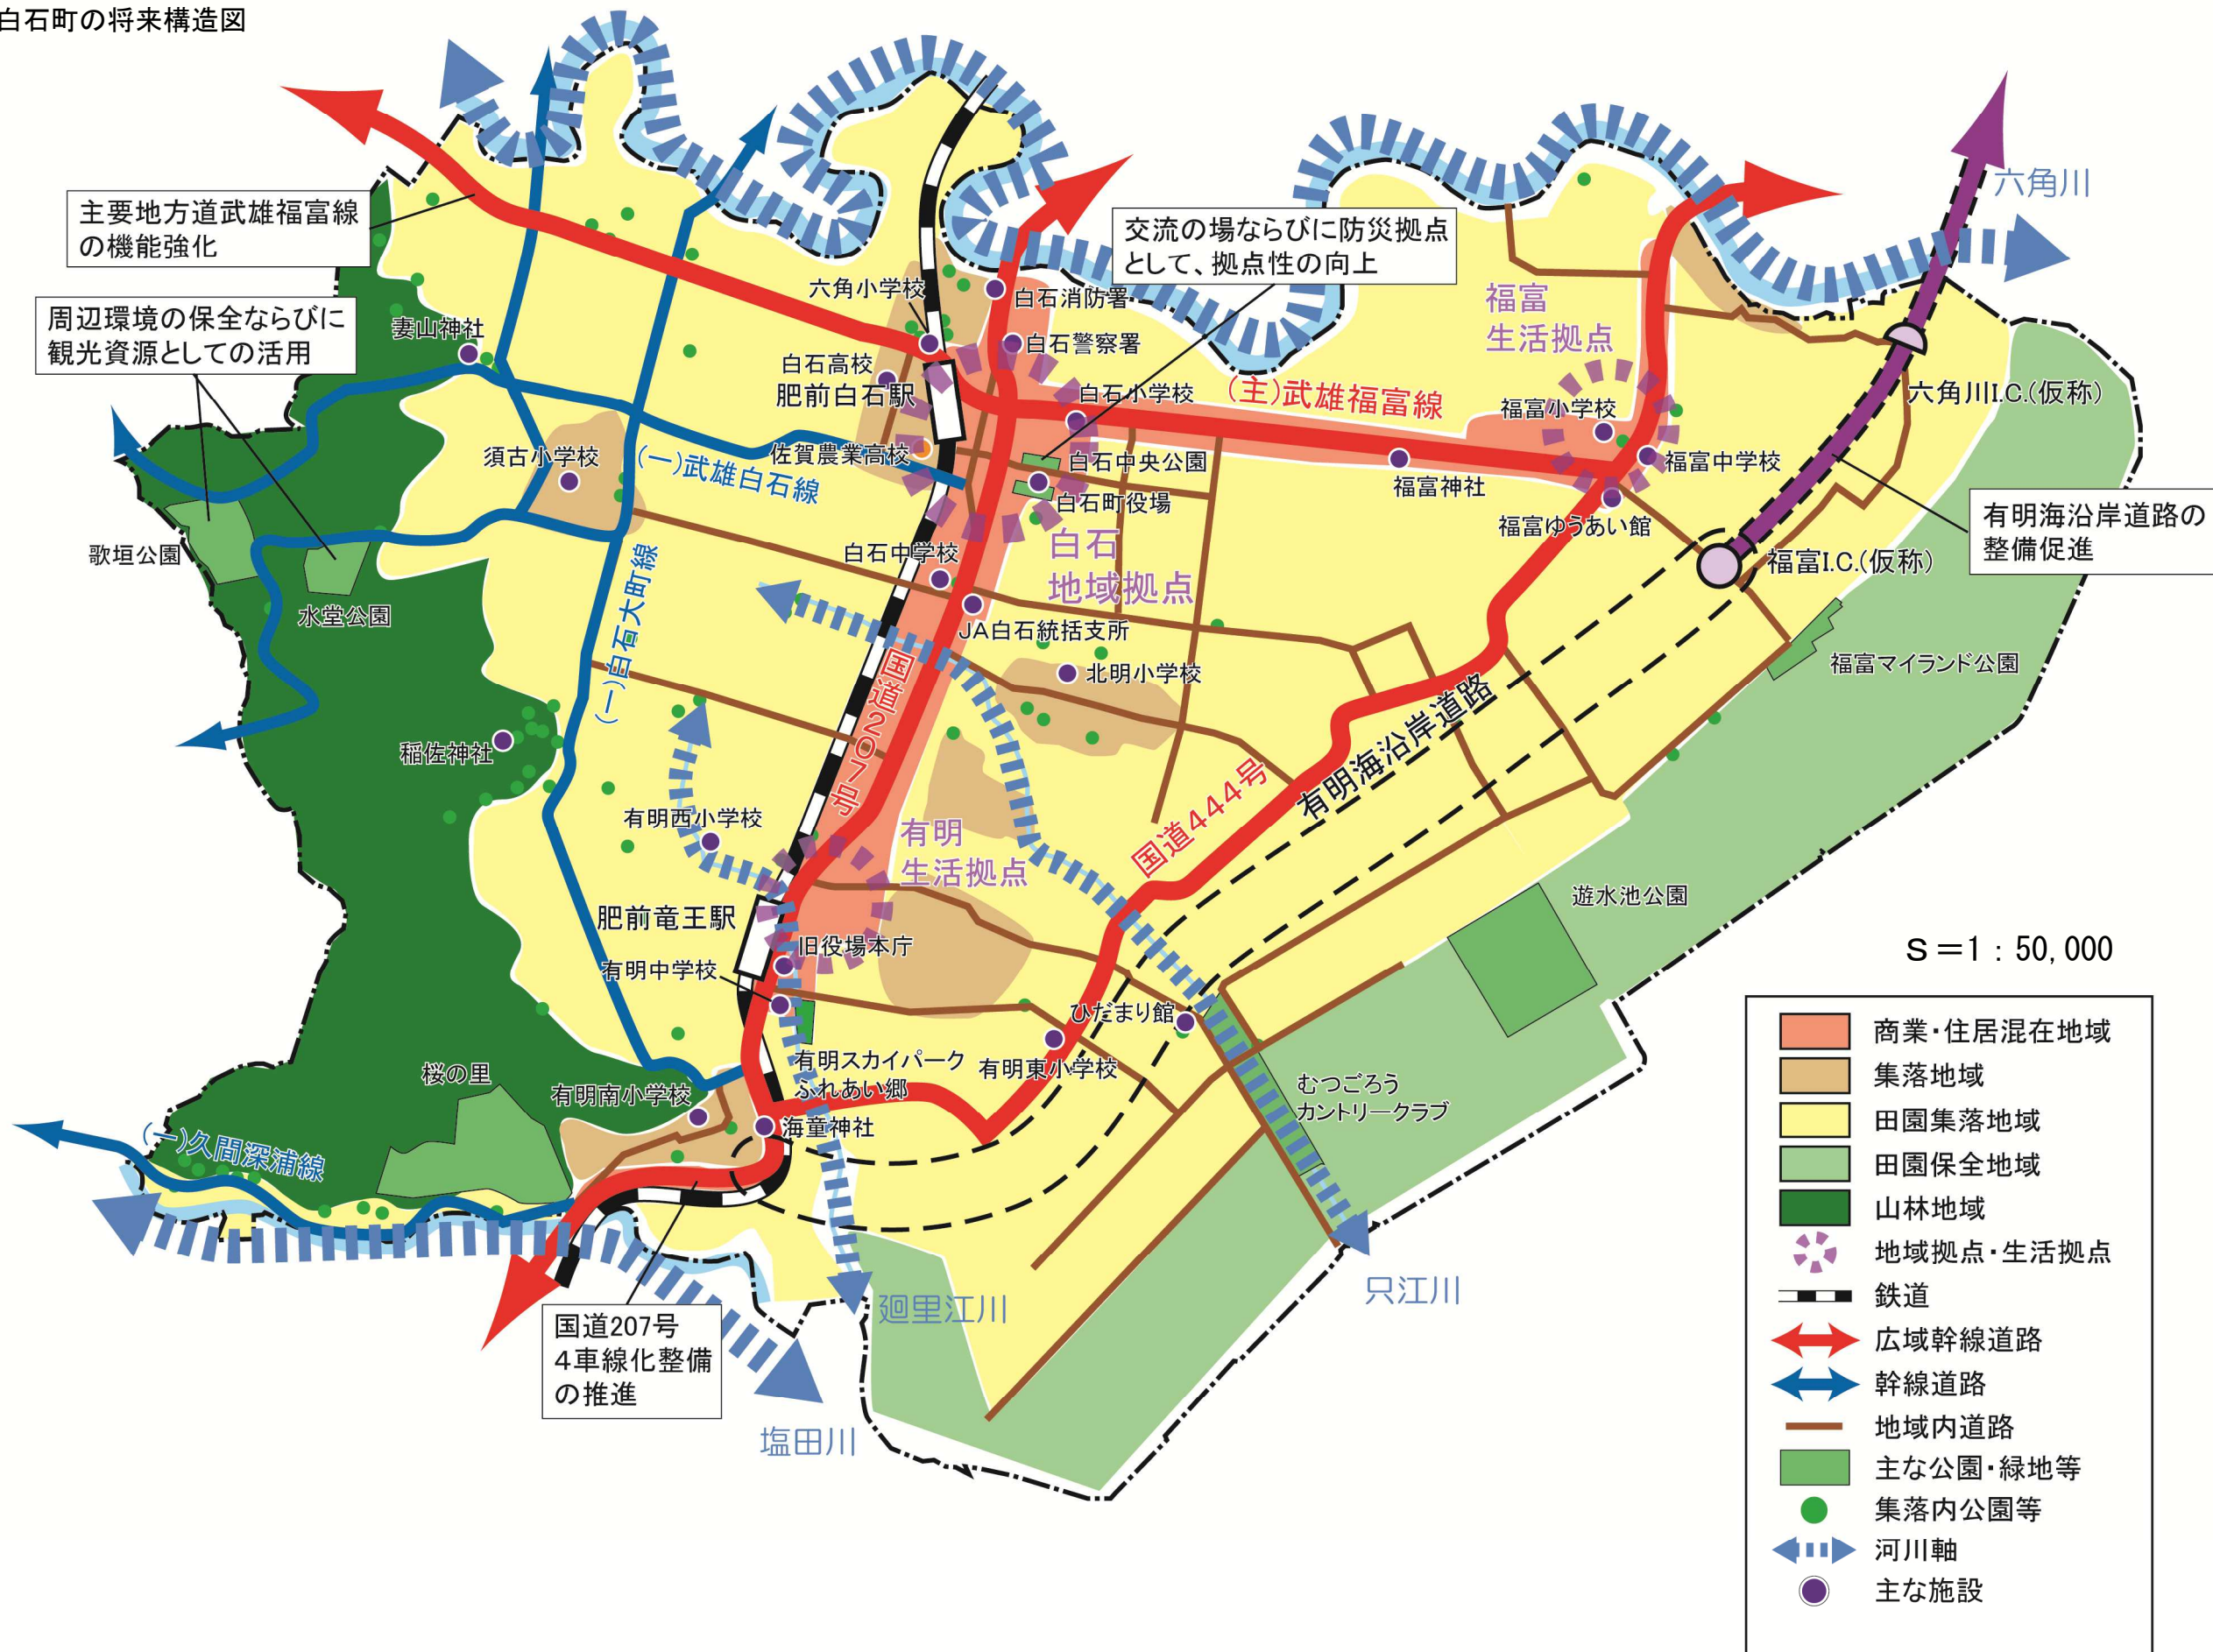 白石町の将来構造図
主要地方道武雄福富線
の機能強化
周辺環境の保全ならびに
観光資源としての活用
交流の場ならびに防災拠点
として、拠点性の向上
六角川
六角小学校
白石消防署
妻山神社
白石高校
白石警察署
肥前白石駅
白石小学校
(主)武雄福富線
福富
生活拠点
福富小学校
六角川I.C.(仮称)
須古小学校
(一)武雄白石線
佐賀農業高校
白石中央公園
白石町役場
福富神社
福富中学校
福富ゆうあい館
有明海沿岸道路の
整備促進
歌垣公園
水堂公園
白石中学校
白石
地域拠点
福富I.C.(仮称)
(一)白石大町線
JA白石統括支所
国道207号
北明小学校
福富マイランド公園
稲佐神社
有明西小学校
有明
生活拠点
国道444号
有明海沿岸道路
肥前竜王駅
旧役場本庁
有明中学校
遊水池公園
ひだまり館
桜の里
有明南小学校
有明スカイパーク
ふれあい郷
有明東小学校
むつごろう
カントリークラブ
海童神社
(一)久間深浦線
国道207号
4車線化整備
の推進
廻里江川
只江川
塩田川
S=1：50,000
商業・住居混在地域
集落地域
田園集落地域
田園保全地域
山林地域
地域拠点・生活拠点
鉄道
広域幹線道路
幹線道路
地域内道路
主な公園・緑地等
集落内公園等
河川軸
主な施設